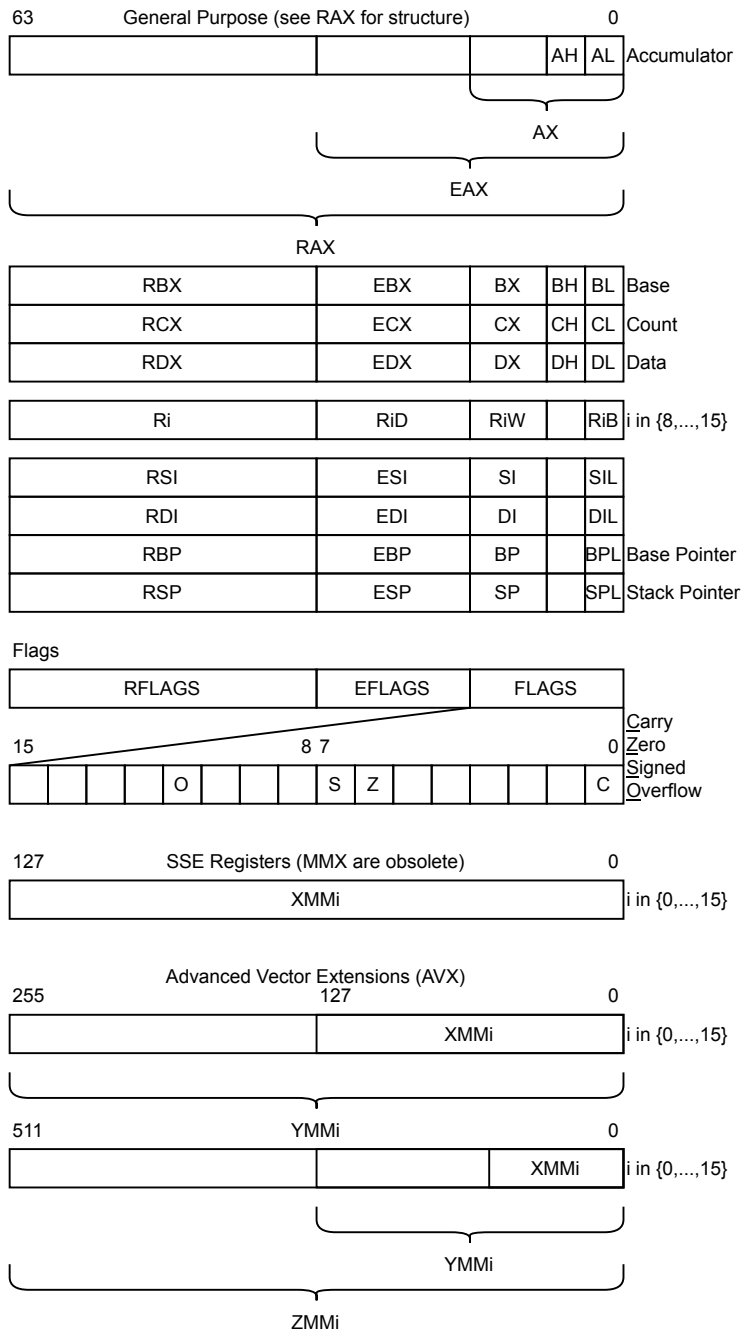 63 General Purpose (see RAX for structure) 0
AH AL Accumulator
AX
EAX
RAX
RBX EBX BX BH BL Base
RCX ECX CX CH CL Count
RDX EDX DX DH DL Data
Ri RiD RiW RiB i in {8,...,15}
RSI ESI SI SIL
RDI EDI DI DIL
RBP EBP BP BPL Base Pointer
RSP ESP SP SPL Stack Pointer
Flags
RFLAGS EFLAGS FLAGS
Carry
15 8 7 0 Zero
Signed
O S Z C Overflow
127 SSE Registers (MMX are obsolete) 0
XMMi i in {0,...,15}
Advanced Vector Extensions (AVX)
255 127 0
XMMi i in {0,...,15}
YMMi
511 0
XMMi i in {0,...,15}
YMMi
ZMMi